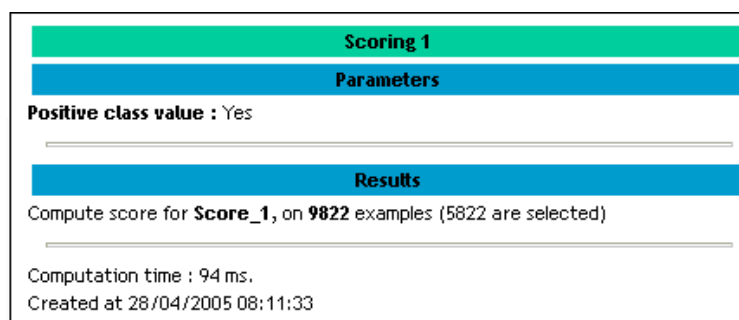 Scoring 1
Parameters
Positive class value : Yes
Results
Compute score for Score_1, on 9822 examples (5822 are selected)
Computation time : 94 ms.
Created at 28/04/2005 08:11:33